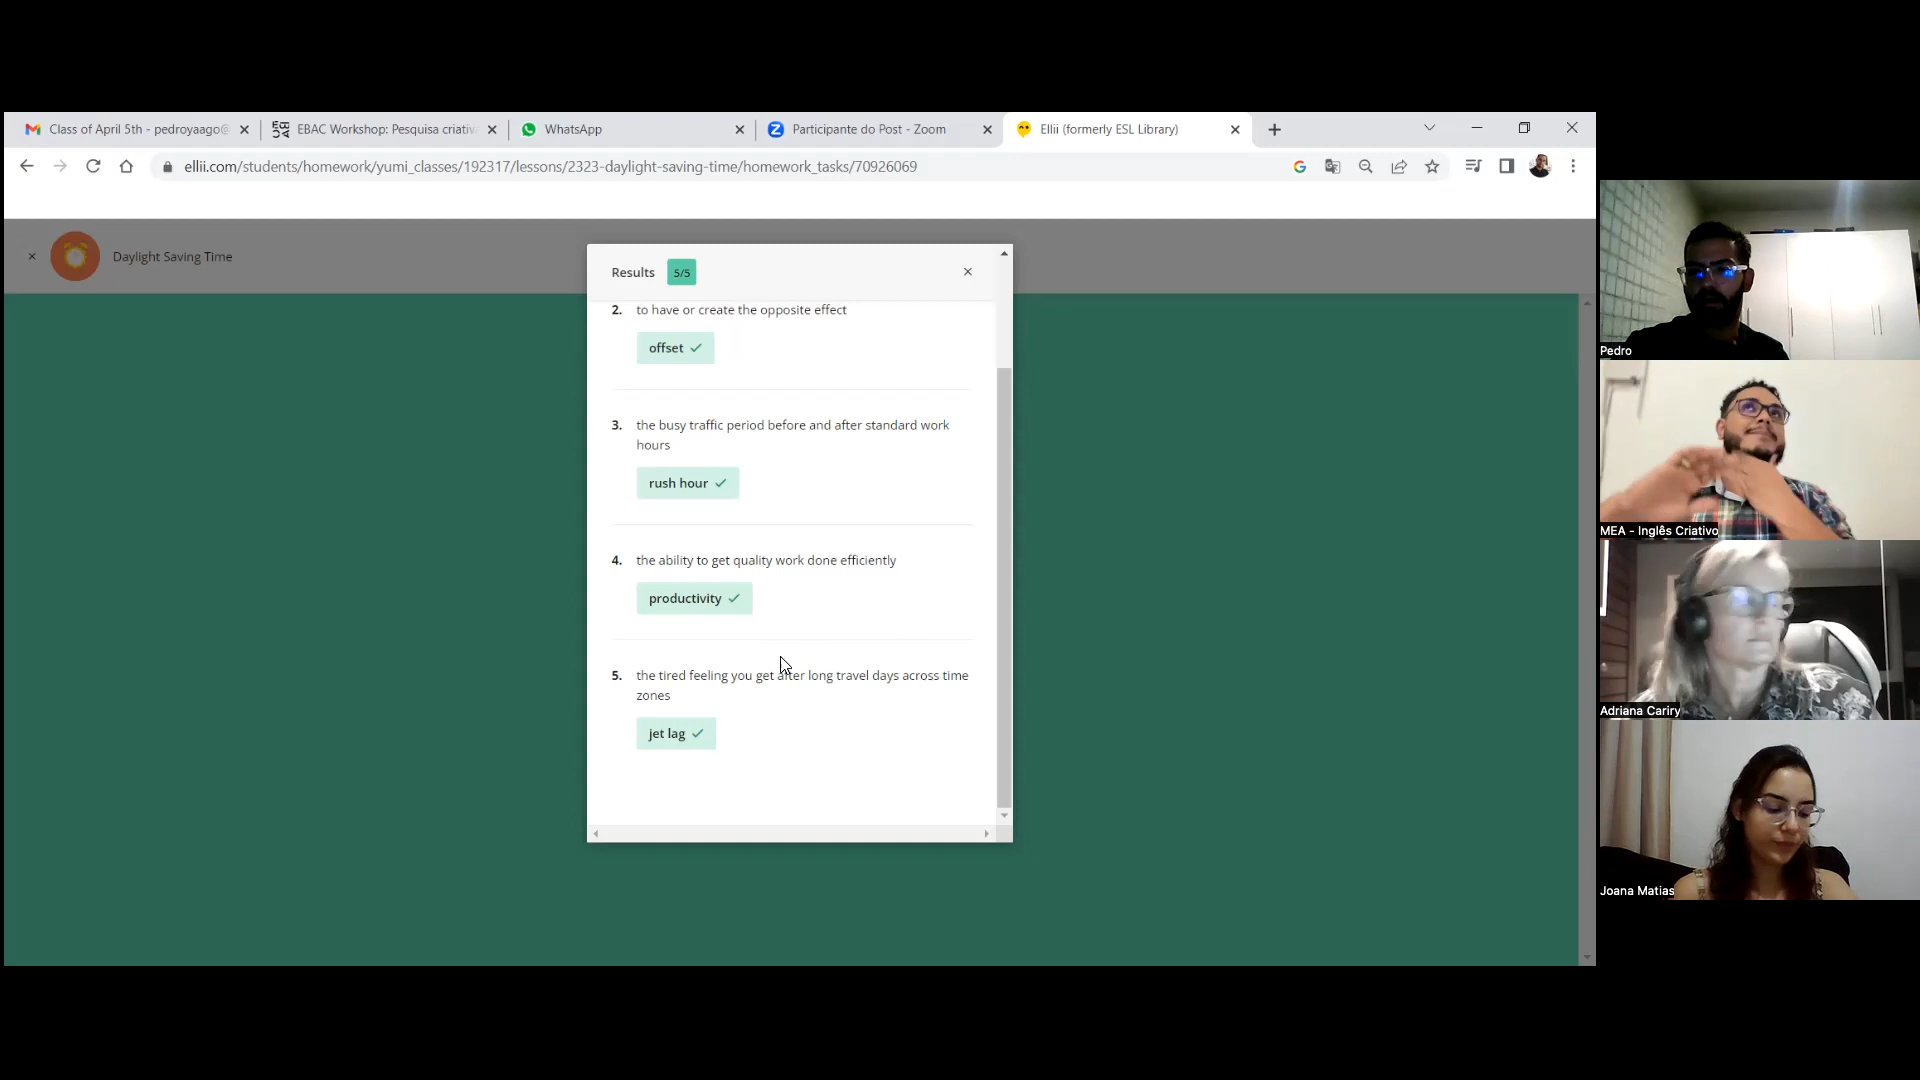 Class of April 5th - pedroyaago@
EBAC Workshop: Pesquisa criativ
WhatsApp
Participante do Post - Zoom
Ellii (formerly ESL Library)
ellii.com/students/homework/yumi_classes/192317/lessons/2323-daylight-saving-time/homework_tasks/70926069
Daylight Saving Time
Results 5/5
2. to have or create the opposite effect
offset
3. the busy traffic period before and after standard work
hours
rush hour
4. the ability to get quality work done efficiently
productivity
5. the tired feeling you get after long travel days across time
zones
jet lag
Pedro
MEA - Inglês Criativo
Adriana Cariry
Joana Matias